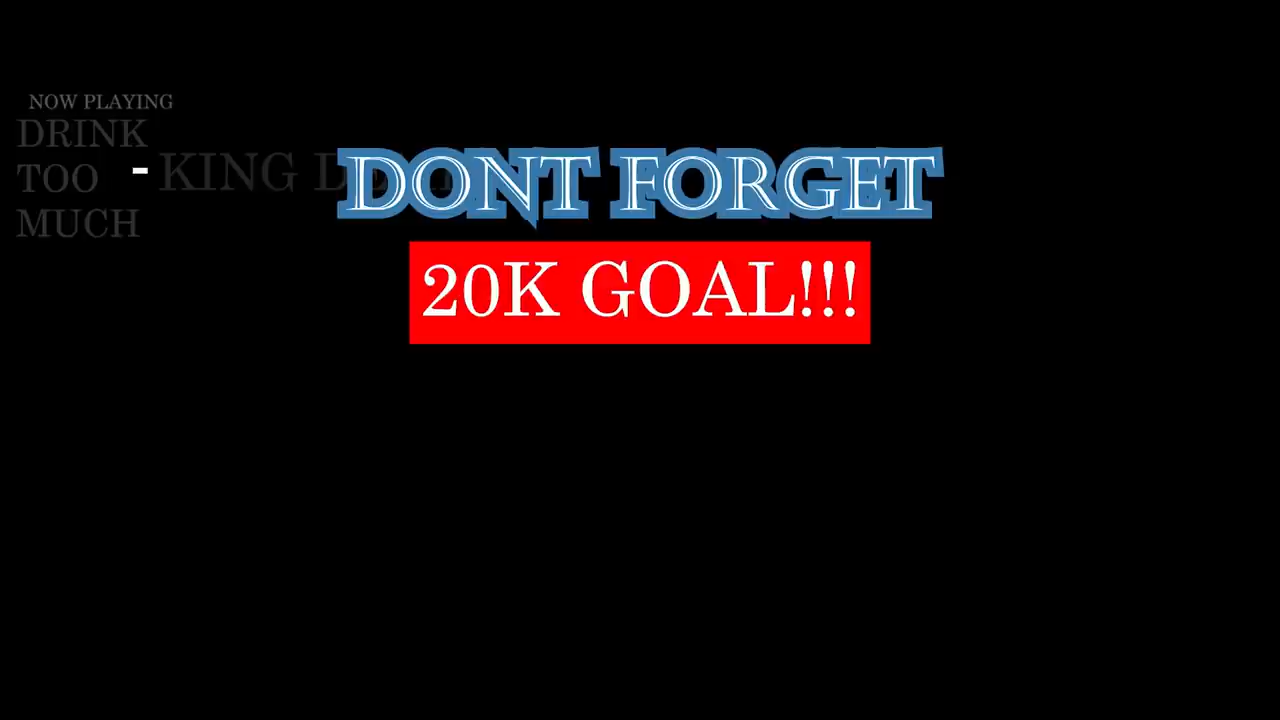 NOW PLAYING
DRINK
TOO
MUCH
- KING
DONT FORGET
20K GOAL!!!